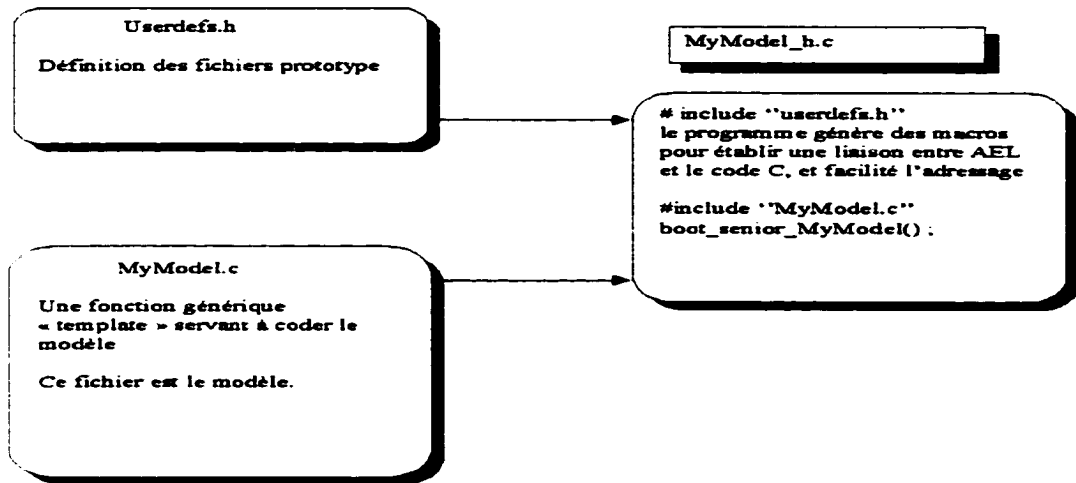 Userdefs.h
Définition des fichiers prototype
MyModel.c
Une fonction générique
« template » servant à coder le
modèle
Ce fichier est le modèle.
MyModel_h.c
# include "userdefs.h"
le programme génère des macros
pour établir une liaison entre AEL
et le code C, et facilité l'adressage
#include "MyModel.c"
boot_senior_MyModel() ;